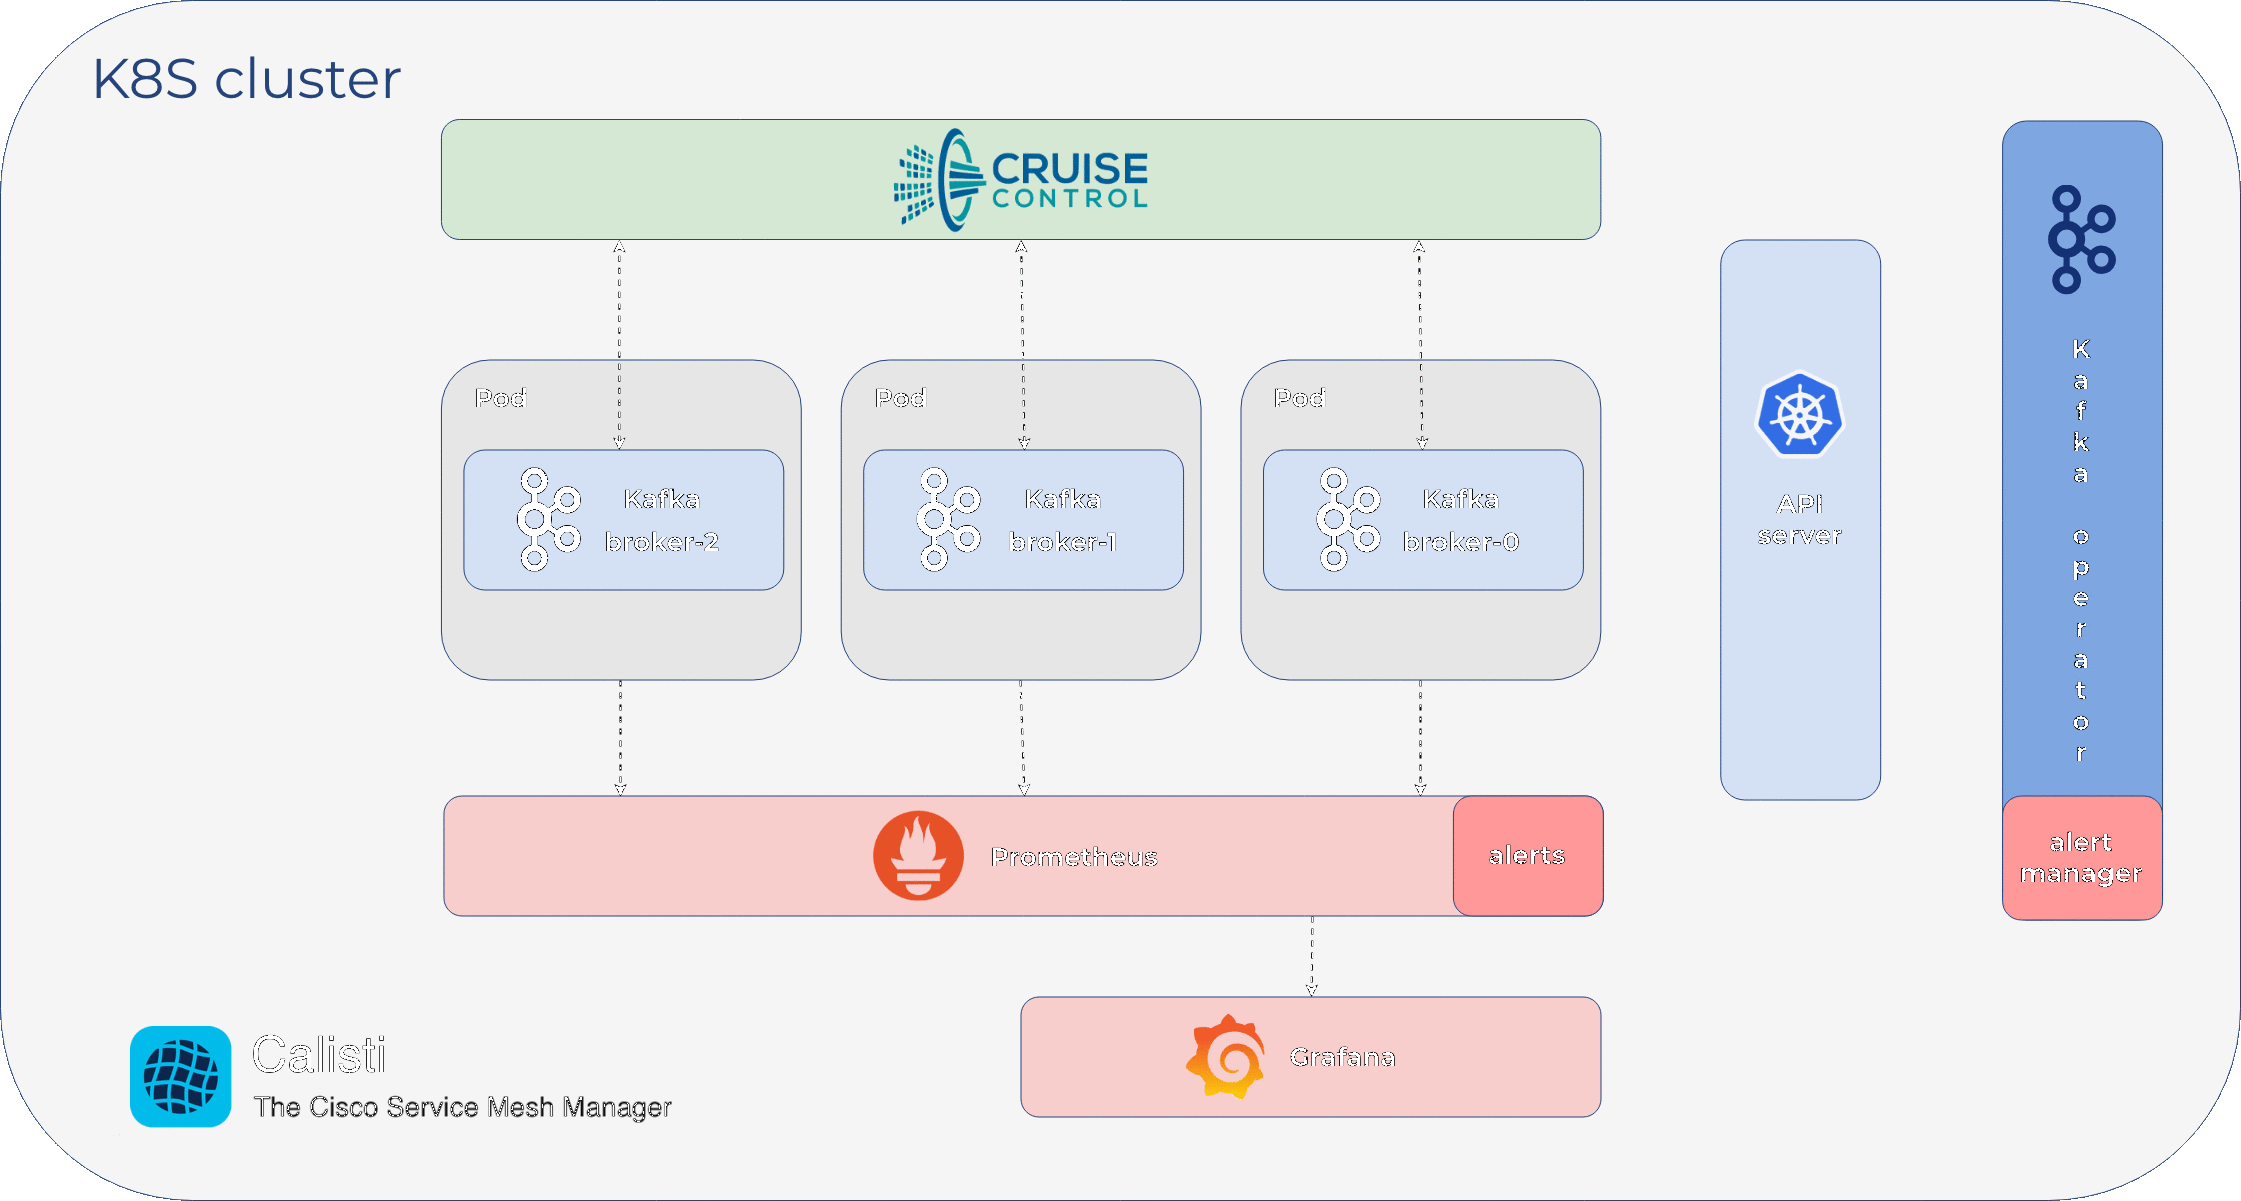 K8S cluster
CRUISE
CONTROL
Pod
Kafka
broker-2
Pod
Kafka
broker-1
Pod
Kafka
broker-0
API
server
Kafka operator
Prometheus
alerts
alert
manager
Grafana
Calisti
The Cisco Service Mesh Manager